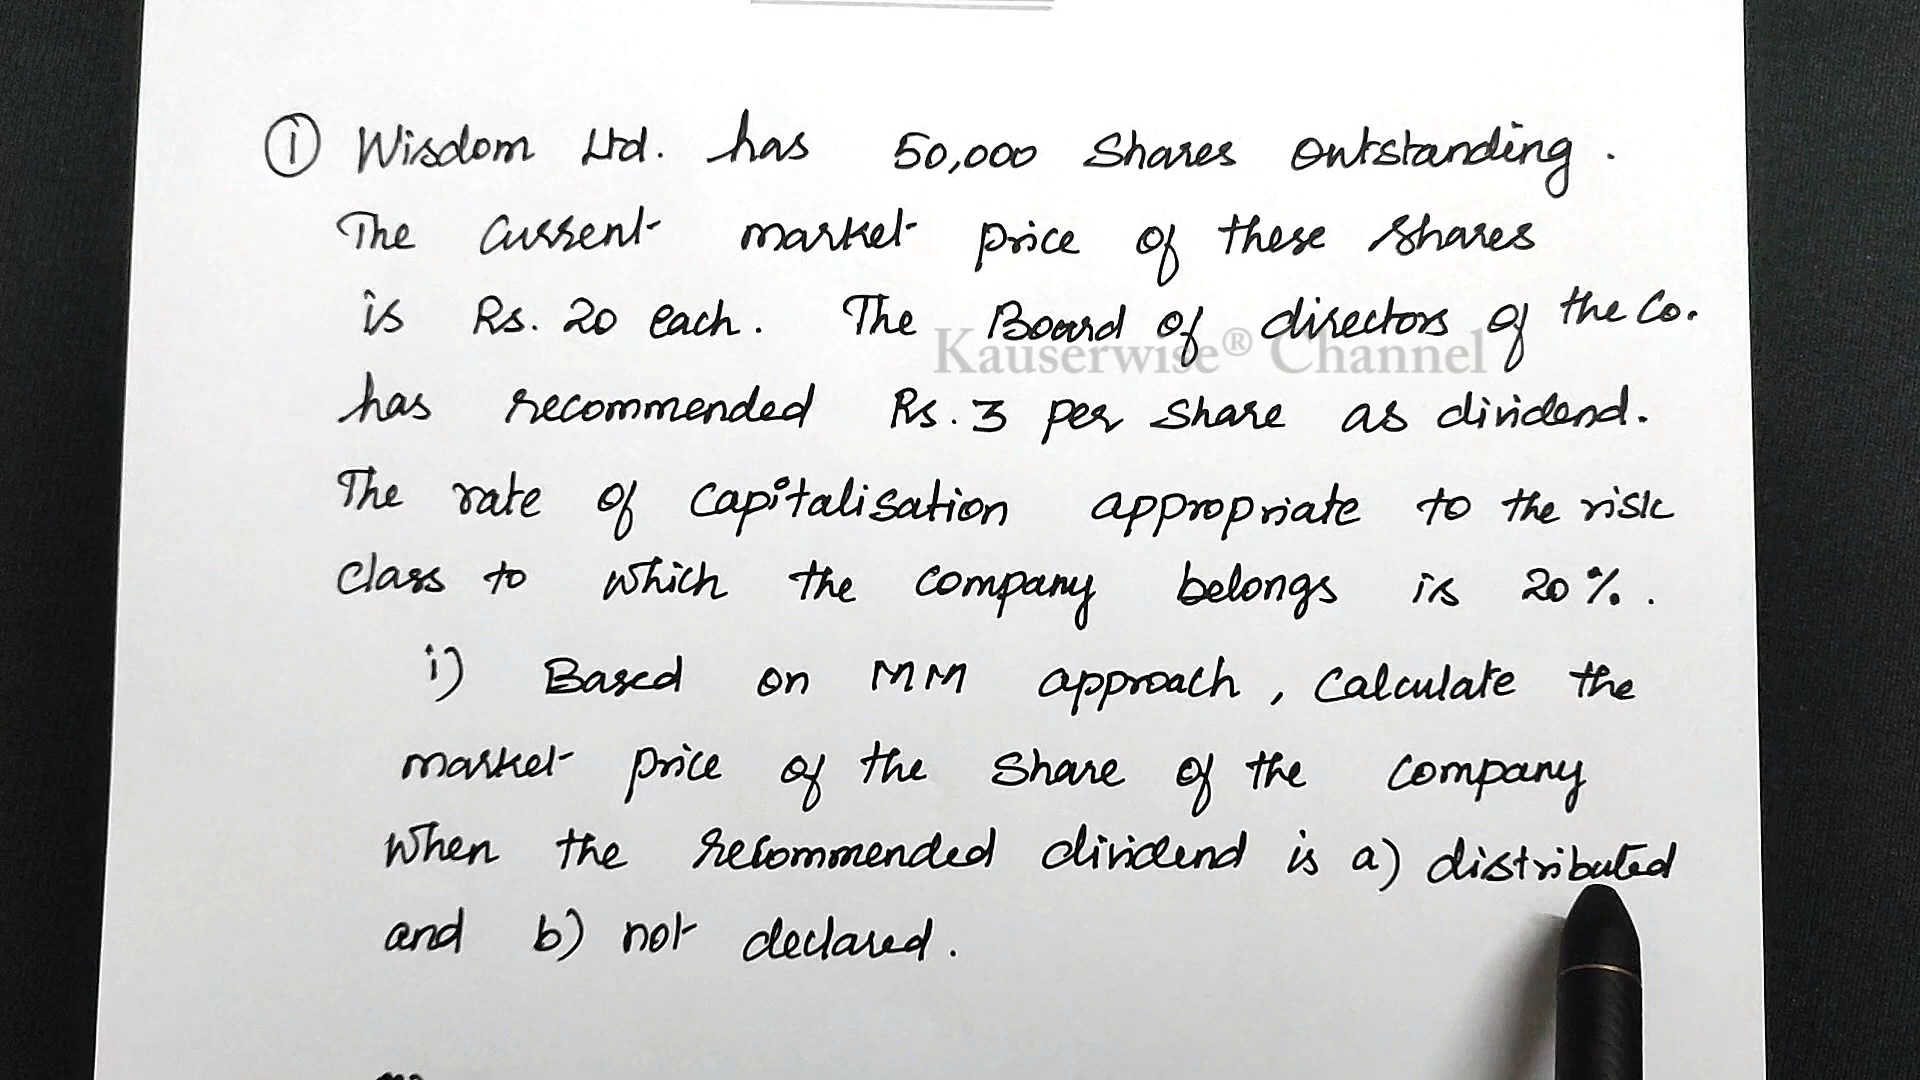 ① Wisdom Ltd. has 50,000 Shares Outstanding.
The Current market price of these shares
is Rs. 20 each. The Board of directors of the Co.
Kauserwise® Channel
has recommended Rs. 3 per share as dividend.
The rate of Capitalisation appropriate to the risk
class to which the company belongs is 20%.
i) Based on MM approach, Calculate the
market price of the share of the company
When the recommended dividend is a) distributed
and b) not declared.